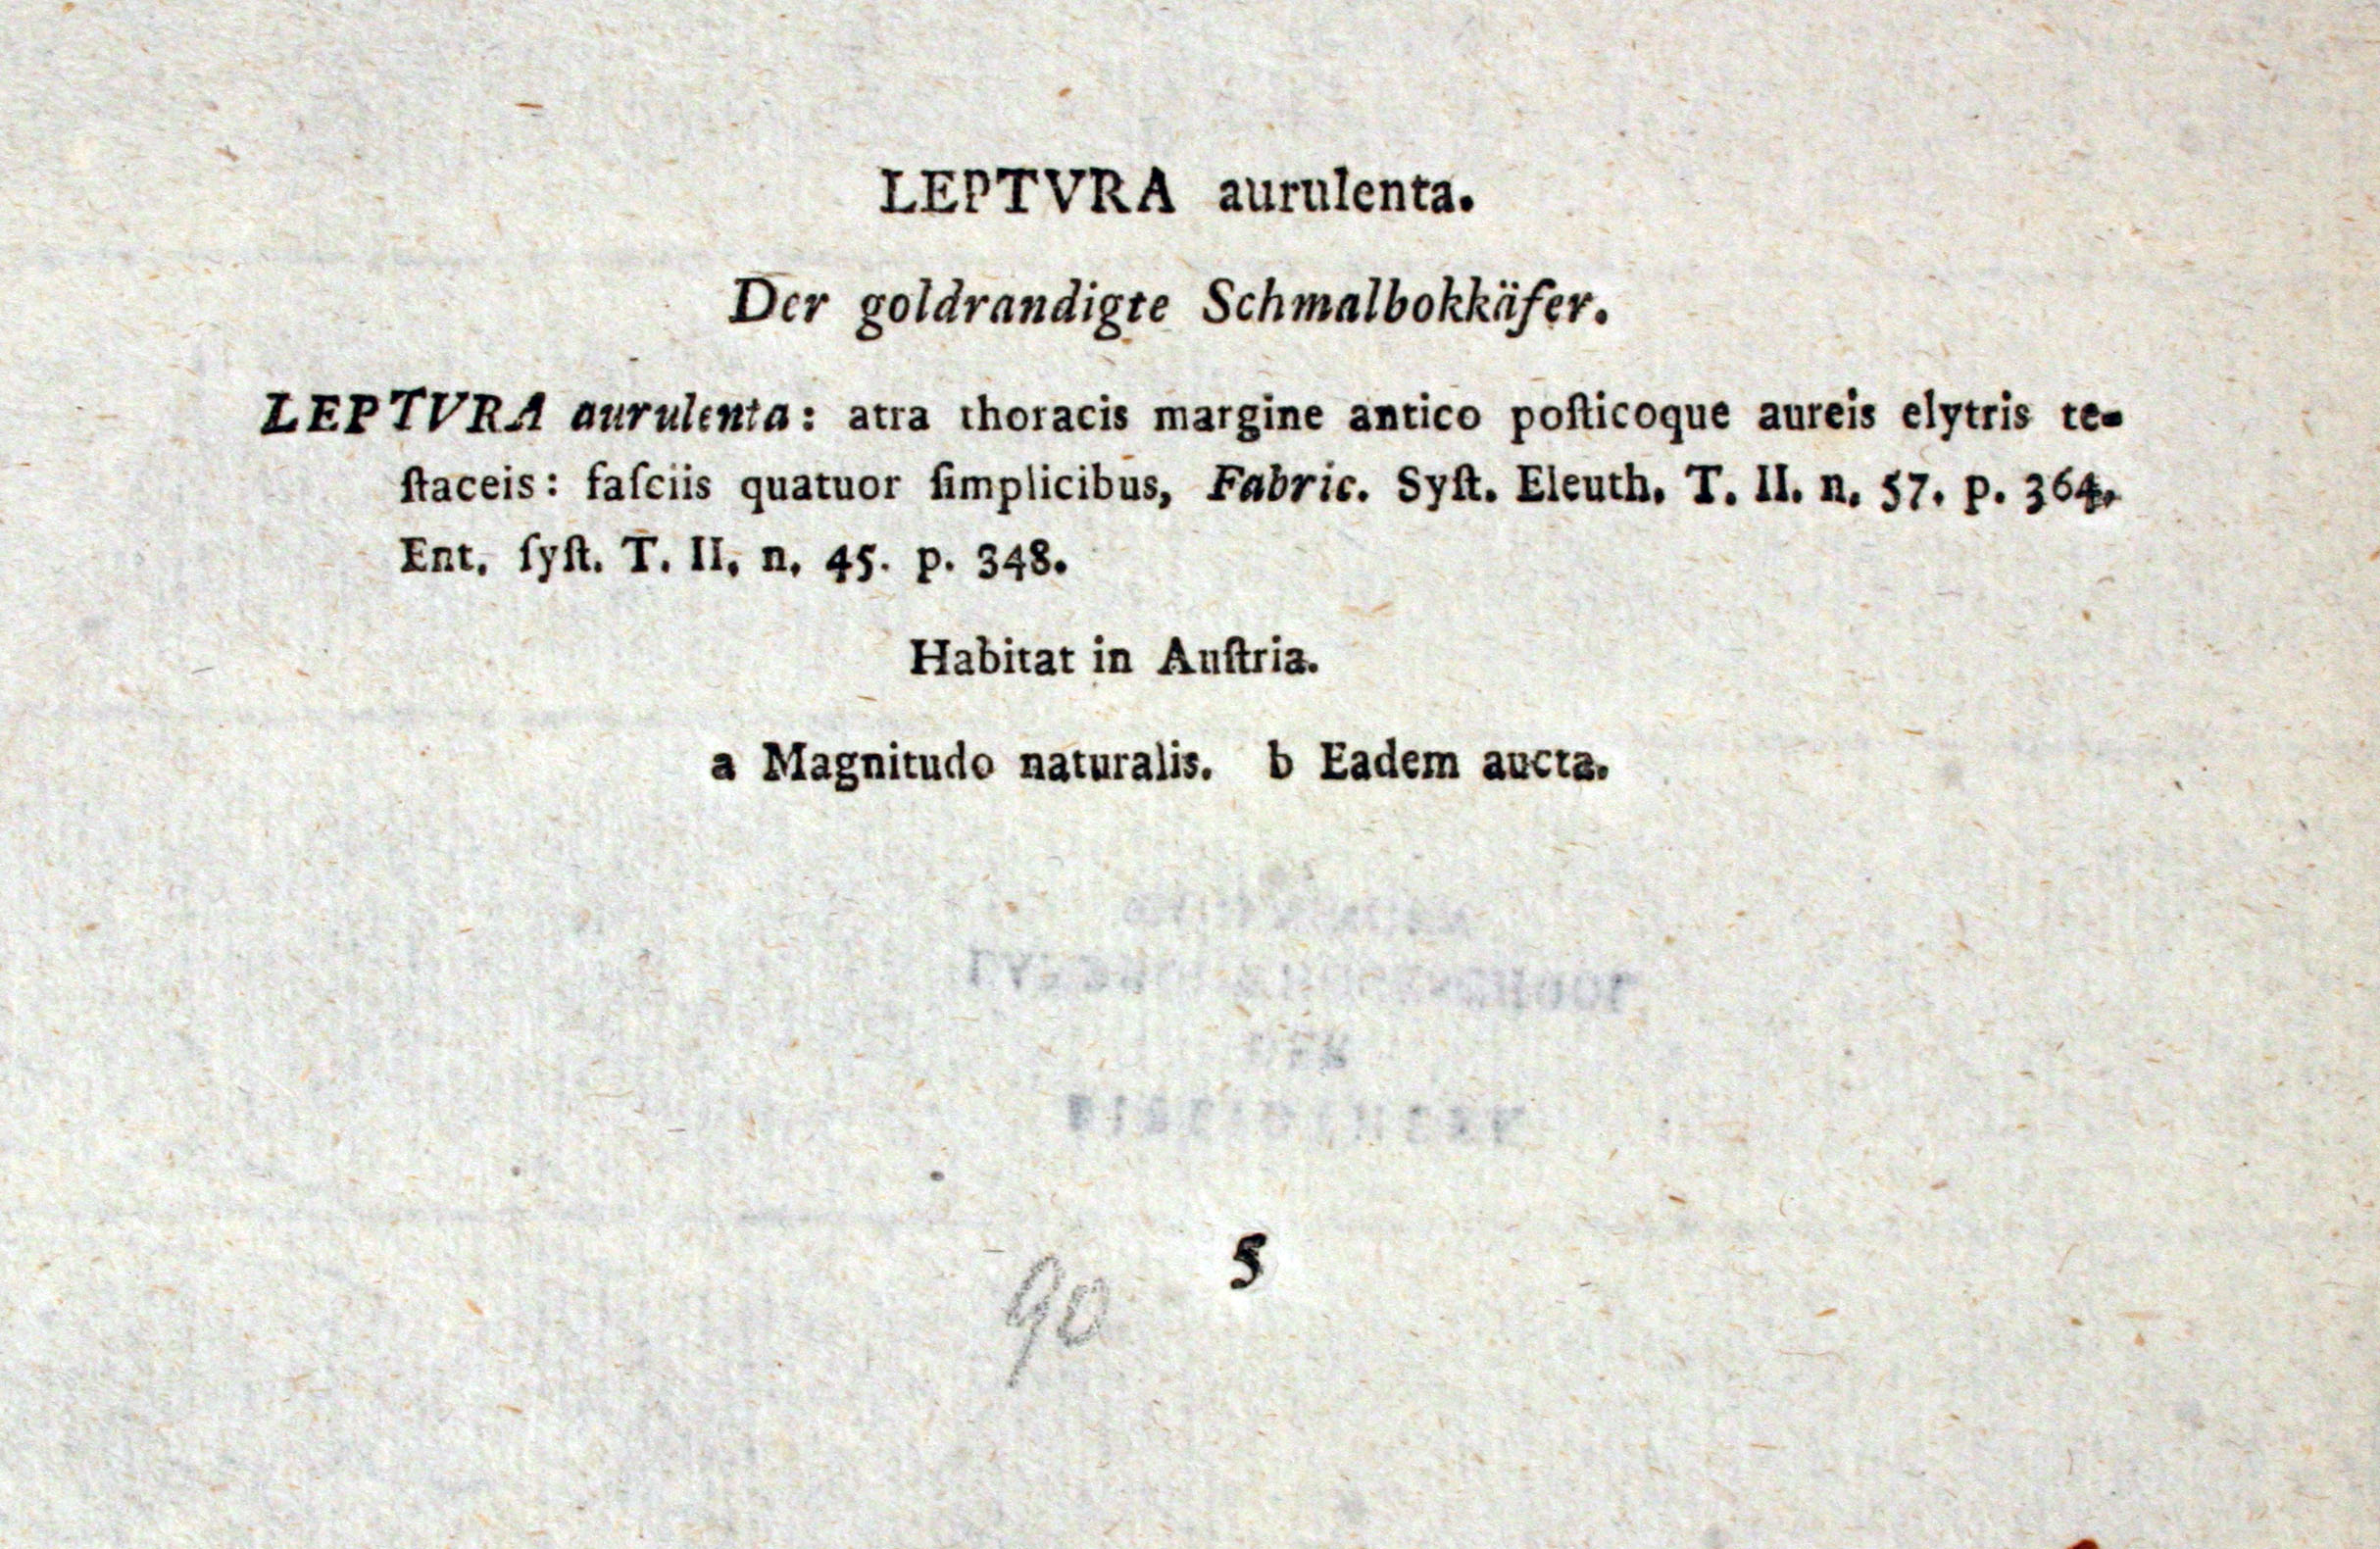 LEPTVRA aurulenta.
Der goldrandigte Schmalbokkäfer.
LEPTVRA aurulenta: atra thoracis margine antico poſticoque aureis elytris te-
ſtaceis: faſciis quatuor ſimplicibus, Fabric. Syſt. Eleuth. T. II. n. 57. p. 364.
Ent. ſyſt. T. II. n. 45. p. 348.
Habitat in Auſtria.
a Magnitudo naturalis. b Eadem aucta.
5
90